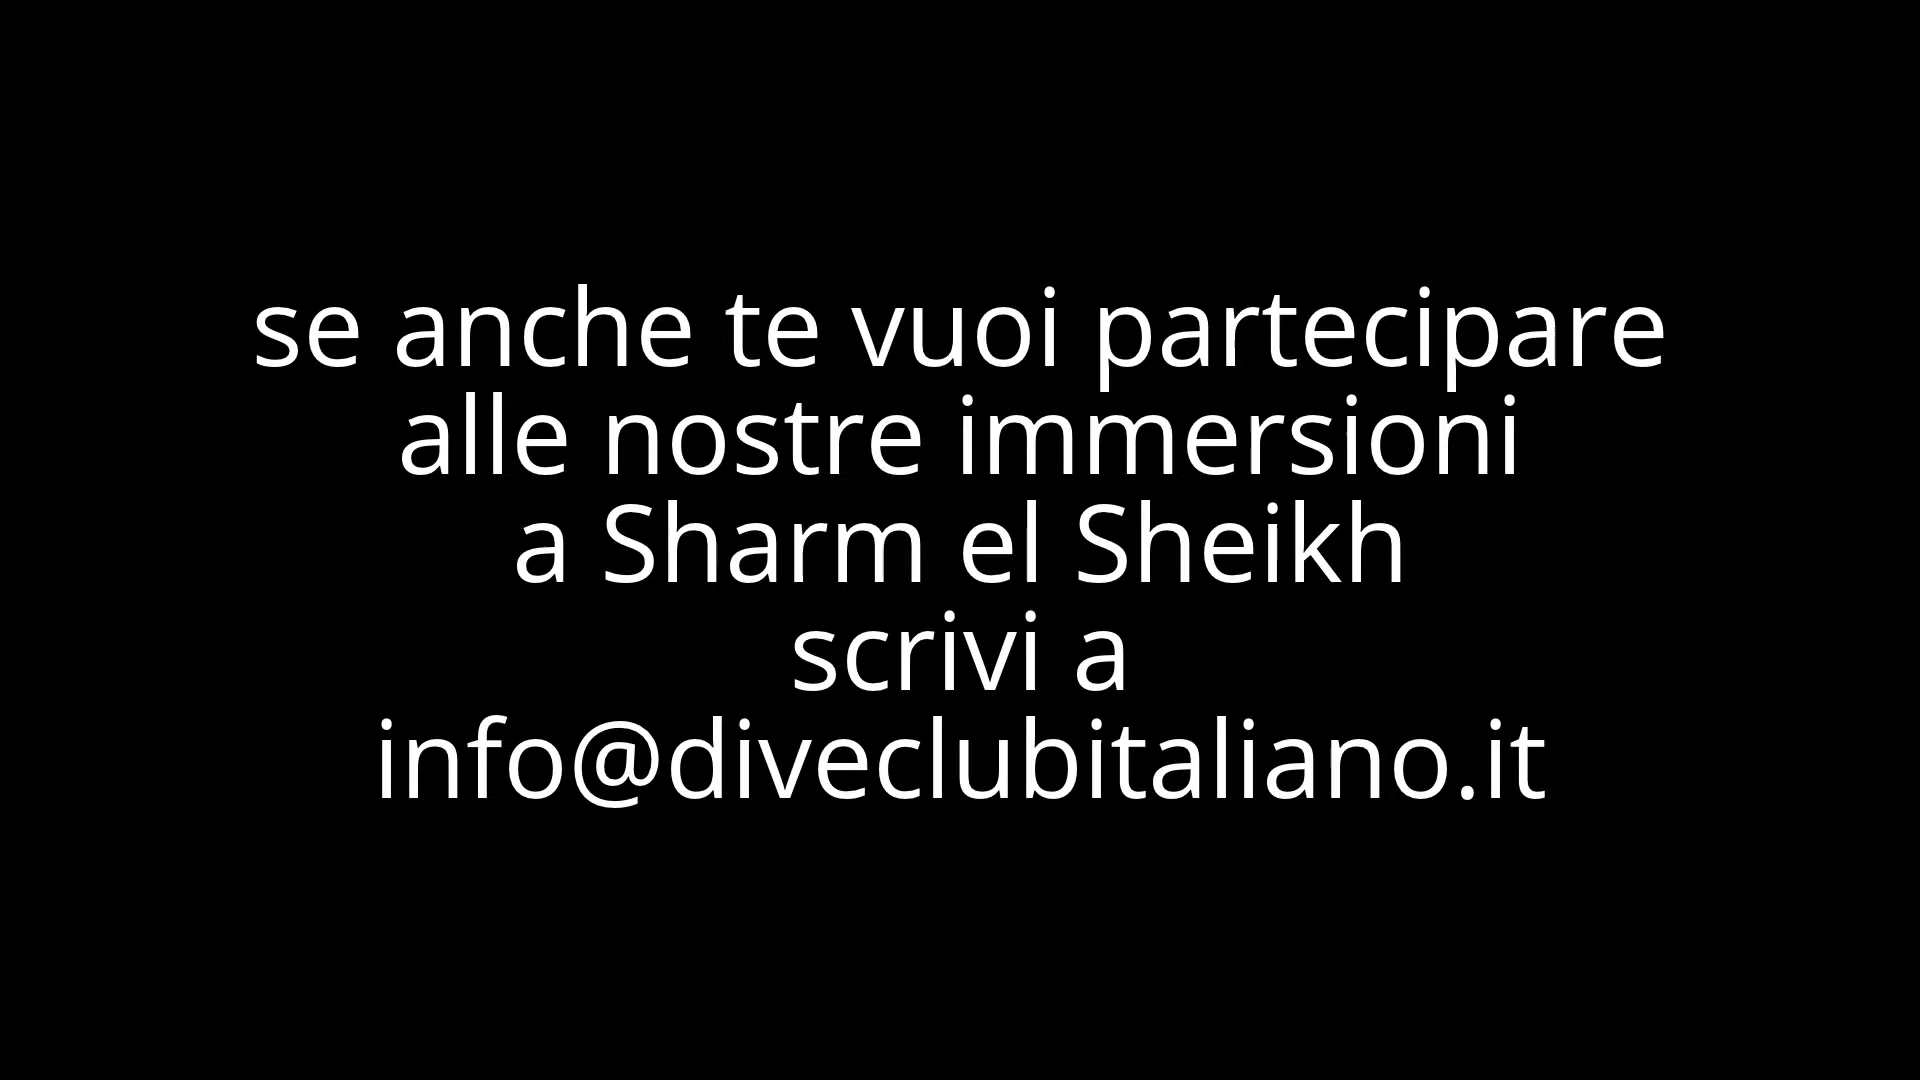 se anche te vuoi partecipare
alle nostre immersioni
a Sharm el Sheikh
scrivi a
info@diveclubitaliano.it